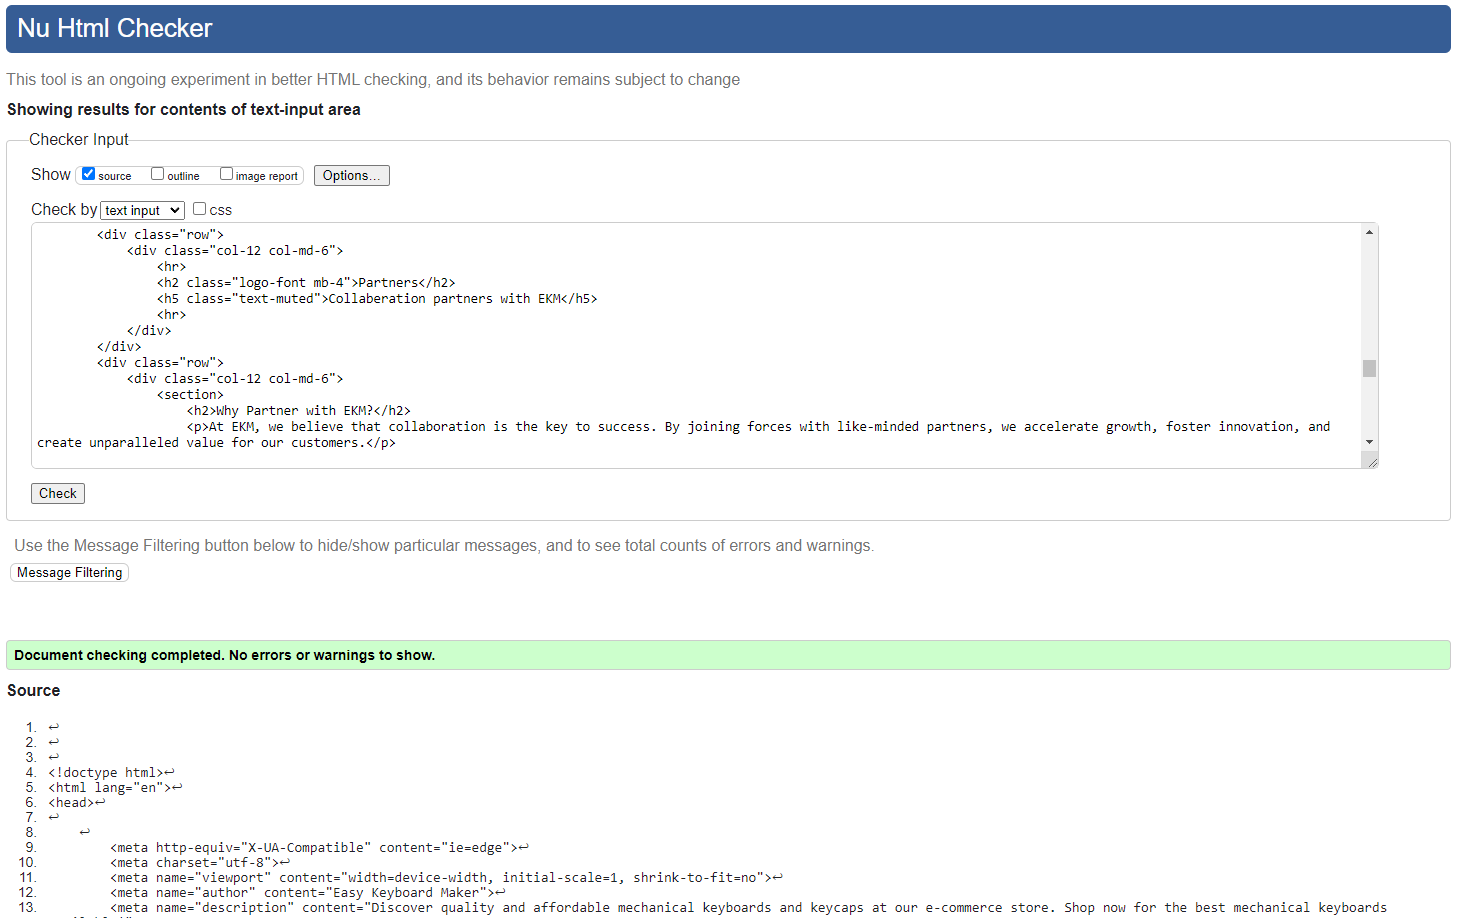 Nu Html Checker
This tool is an ongoing experiment in better HTML checking, and its behavior remains subject to change
Showing results for contents of text-input area
Checker Input
Show source outline image report Options...
Check by text input css
<div class="row">
<div class="col-12 col-md-6">
<hr>
<h2 class="logo-font mb-4">Partners</h2>
<h5 class="text-muted">Collaberation partners with EKM</h5>
<hr>
</div>
</div>
<div class="row">
<div class="col-12 col-md-6">
<section>
<h2>Why Partner with EKM?</h2>
<p>At EKM, we believe that collaboration is the key to success. By joining forces with like-minded partners, we accelerate growth, foster innovation, and
create unparalleled value for our customers.</p>
Check
Use the Message Filtering button below to hide/show particular messages, and to see total counts of errors and warnings.
Message Filtering
Document checking completed. No errors or warnings to show.
Source
1. ↩
2. ↩
3. ↩
4. <!doctype html>↩
5. <html lang="en">↩
6. <head>↩
7. ↩
8. ↩
9. <meta http-equiv="X-UA-Compatible" content="ie=edge">↩
10. <meta charset="utf-8">↩
11. <meta name="viewport" content="width=device-width, initial-scale=1, shrink-to-fit=no">↩
12. <meta name="author" content="Easy Keyboard Maker">↩
13. <meta name="description" content="Discover quality and affordable mechanical keyboards and keycaps at our e-commerce store. Shop now for the best mechanical keyboards